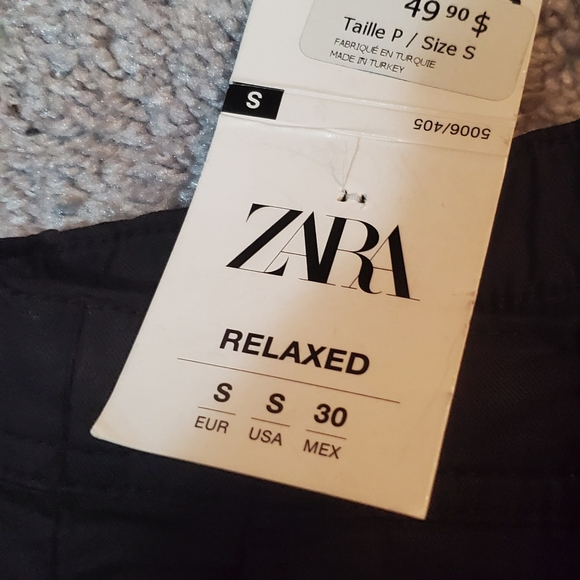 49 90 $
Taille P / Size S
FABRIQUÉ EN TURQUIE
MADE IN TURKEY
S
5006/405
ZARA
RELAXED
S S 30
EUR USA MEX